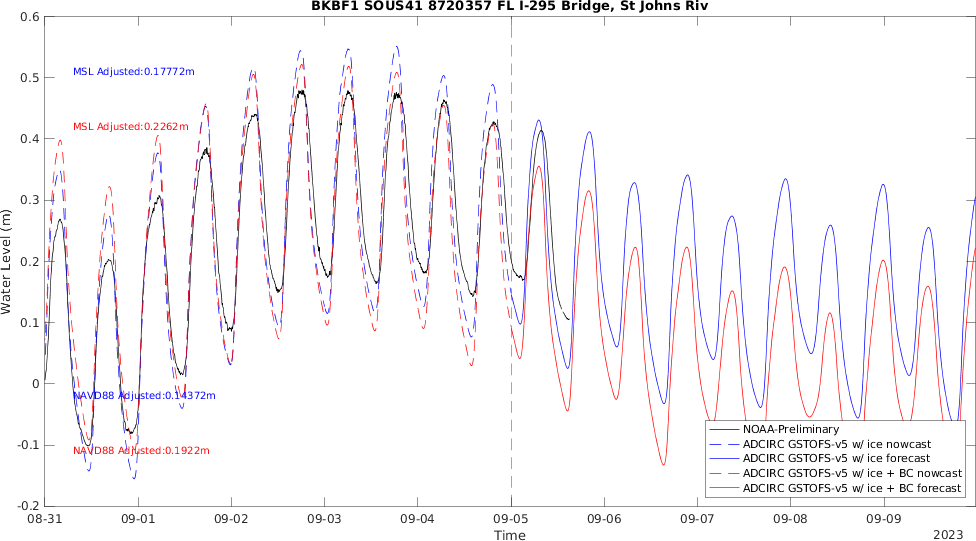 BKBF1 SOUS41 8720357 FL I-295 Bridge, St Johns Riv
0.6
0.5
0.4
0.3
0.2
0.1
0
-0.1
-0.2
Water Level (m)
MSL Adjusted:0.17772m
MSL Adjusted:0.2262m
NAVD88 Adjusted:0.14372m
NAVD88 Adjusted:0.1922m
NOAA-Preliminary
ADCIRC GSTOFS-v5 w/ ice nowcast
ADCIRC GSTOFS-v5 w/ ice forecast
ADCIRC GSTOFS-v5 w/ ice + BC nowcast
ADCIRC GSTOFS-v5 w/ ice + BC forecast
08-31 09-01 09-02 09-03 09-04 09-05 09-06 09-07 09-08 09-09
Time
2023